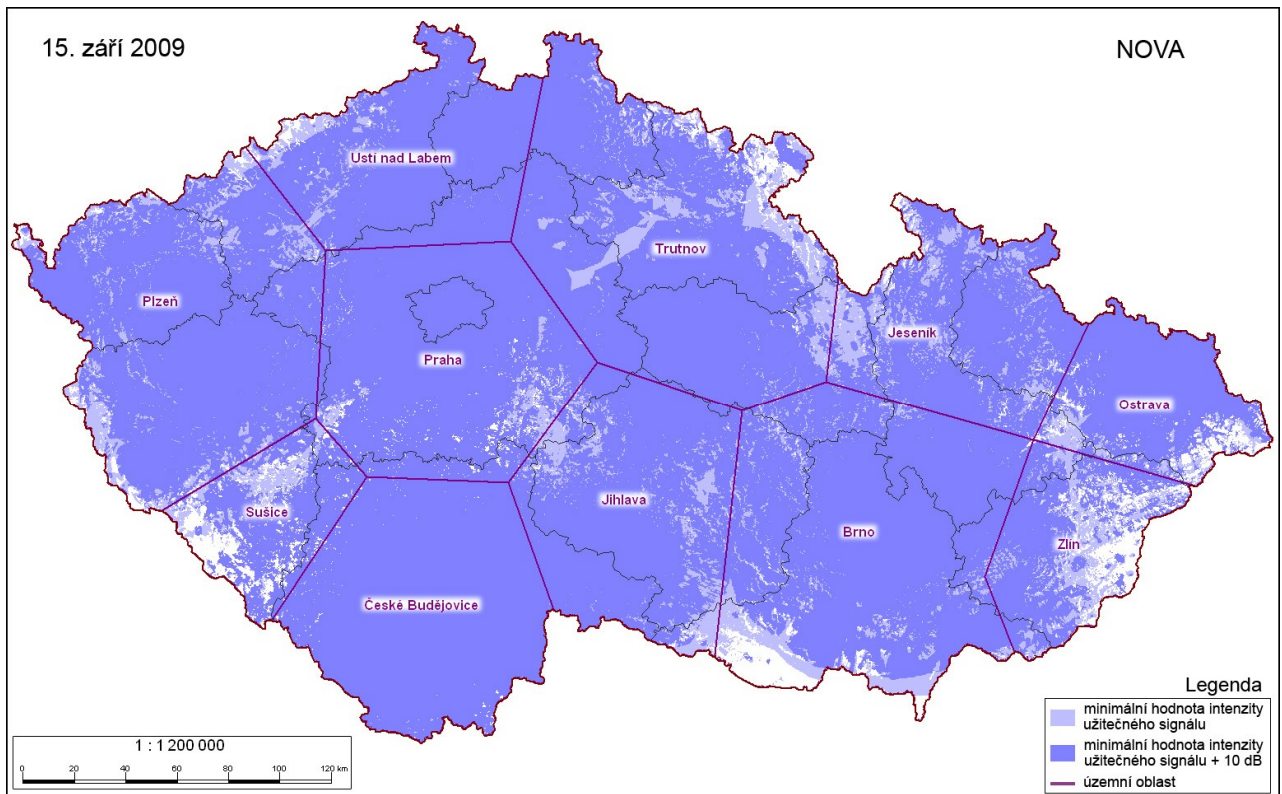 15. září 2009
NOVA
Ústí nad Labem
Trutnov
Plzeň
Jeseník
Praha
Ostrava
Sušice
Jihlava
Brno
Zlín
České Budějovice
Legenda
minimální hodnota intenzity
užitečného signálu
minimální hodnota intenzity
užitečného signálu + 10 dB
územní oblast
1 : 1 200 000
0 20 40 60 80 100 120 km